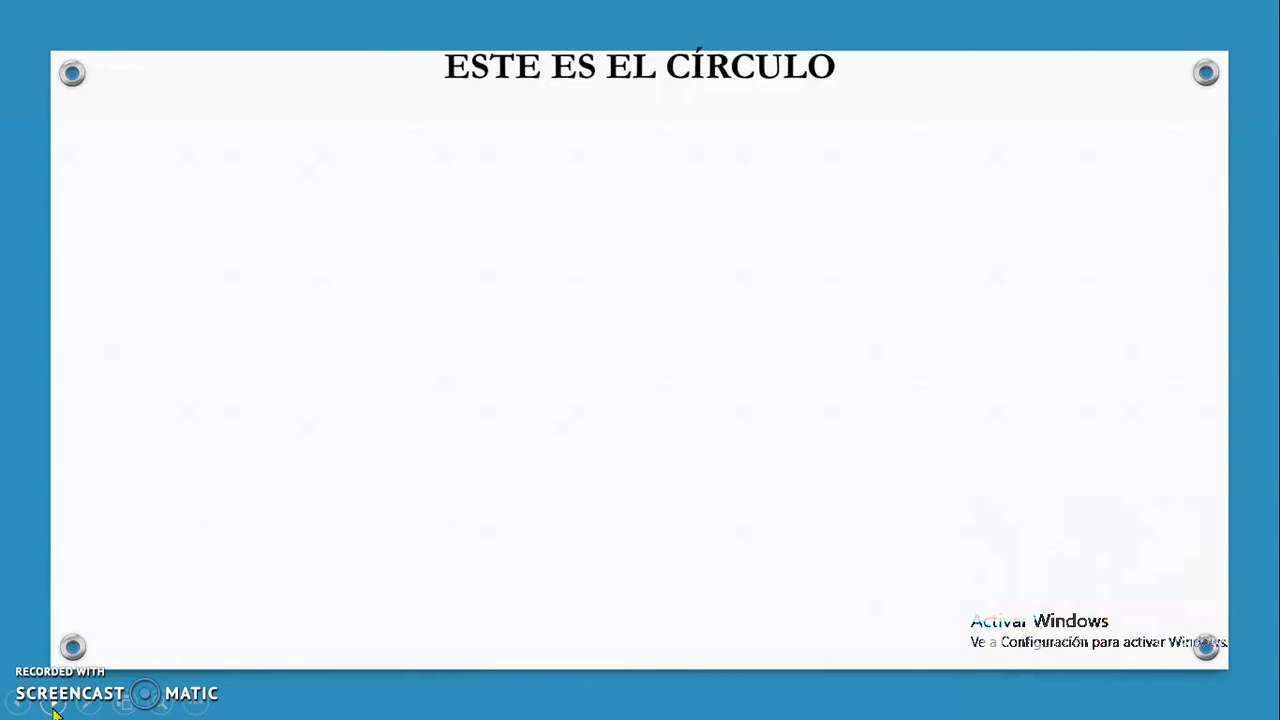 ESTE ES EL CÍRCULO
Activar Windows
Ve a Configuración para activar Windows.
RECORDED WITH
SCREENCAST MATIC